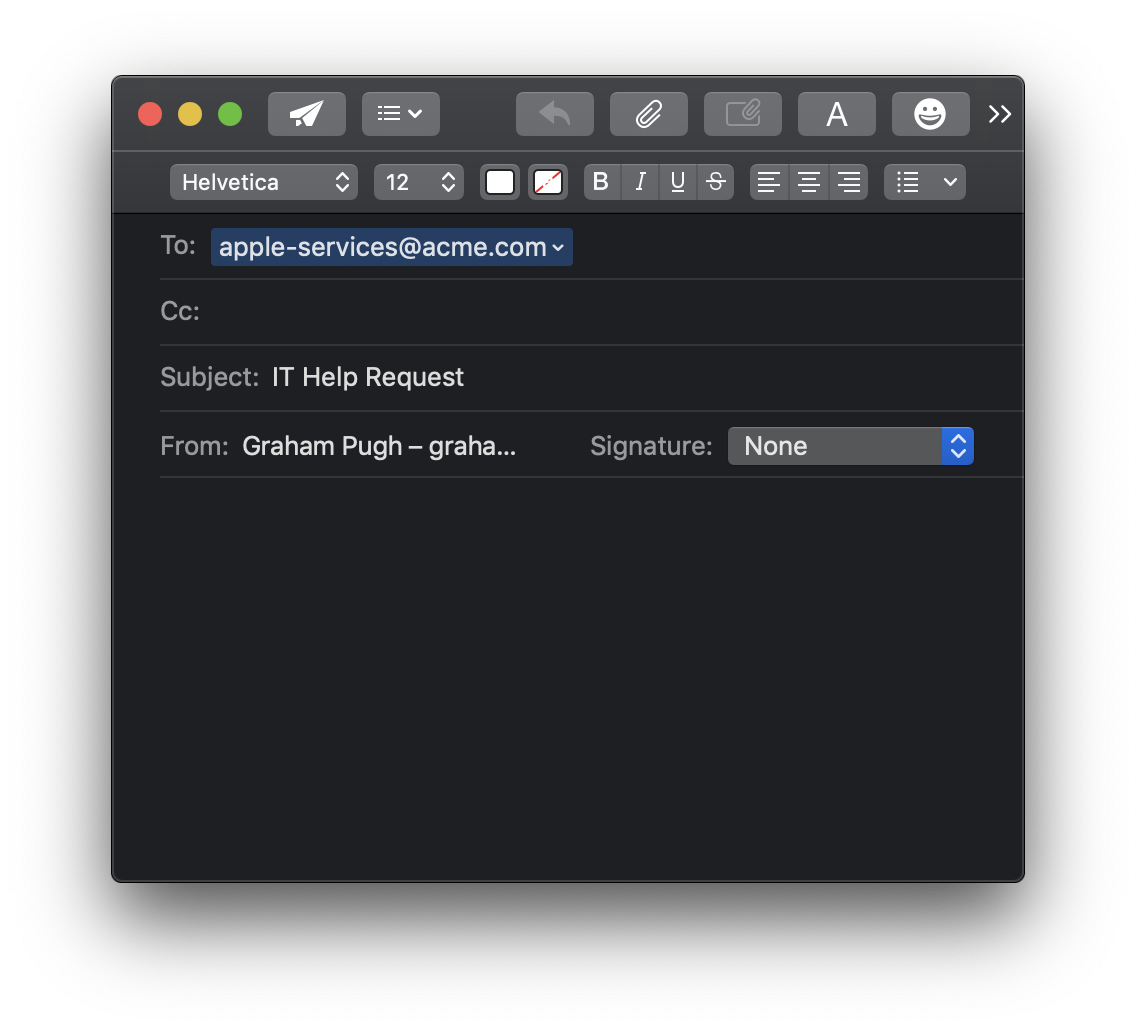 A
Helvetica 12 B I U S
To: apple-services@acme.com
Cc:
Subject: IT Help Request
From: Graham Pugh – graha... Signature: None